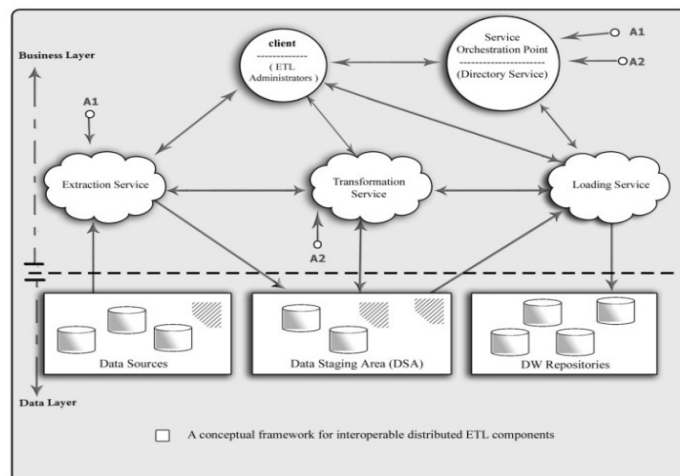 Business Layer
client
( ETL
Administrators )
Service
Orchestration Point
(Directory Service)
A1
A2
A1
Extraction Service
Transformation
Service
Loading Service
A2
Data Sources
Data Staging Area (DSA)
DW Repositories
Data Layer
A conceptual framework for interoperable distributed ETL components